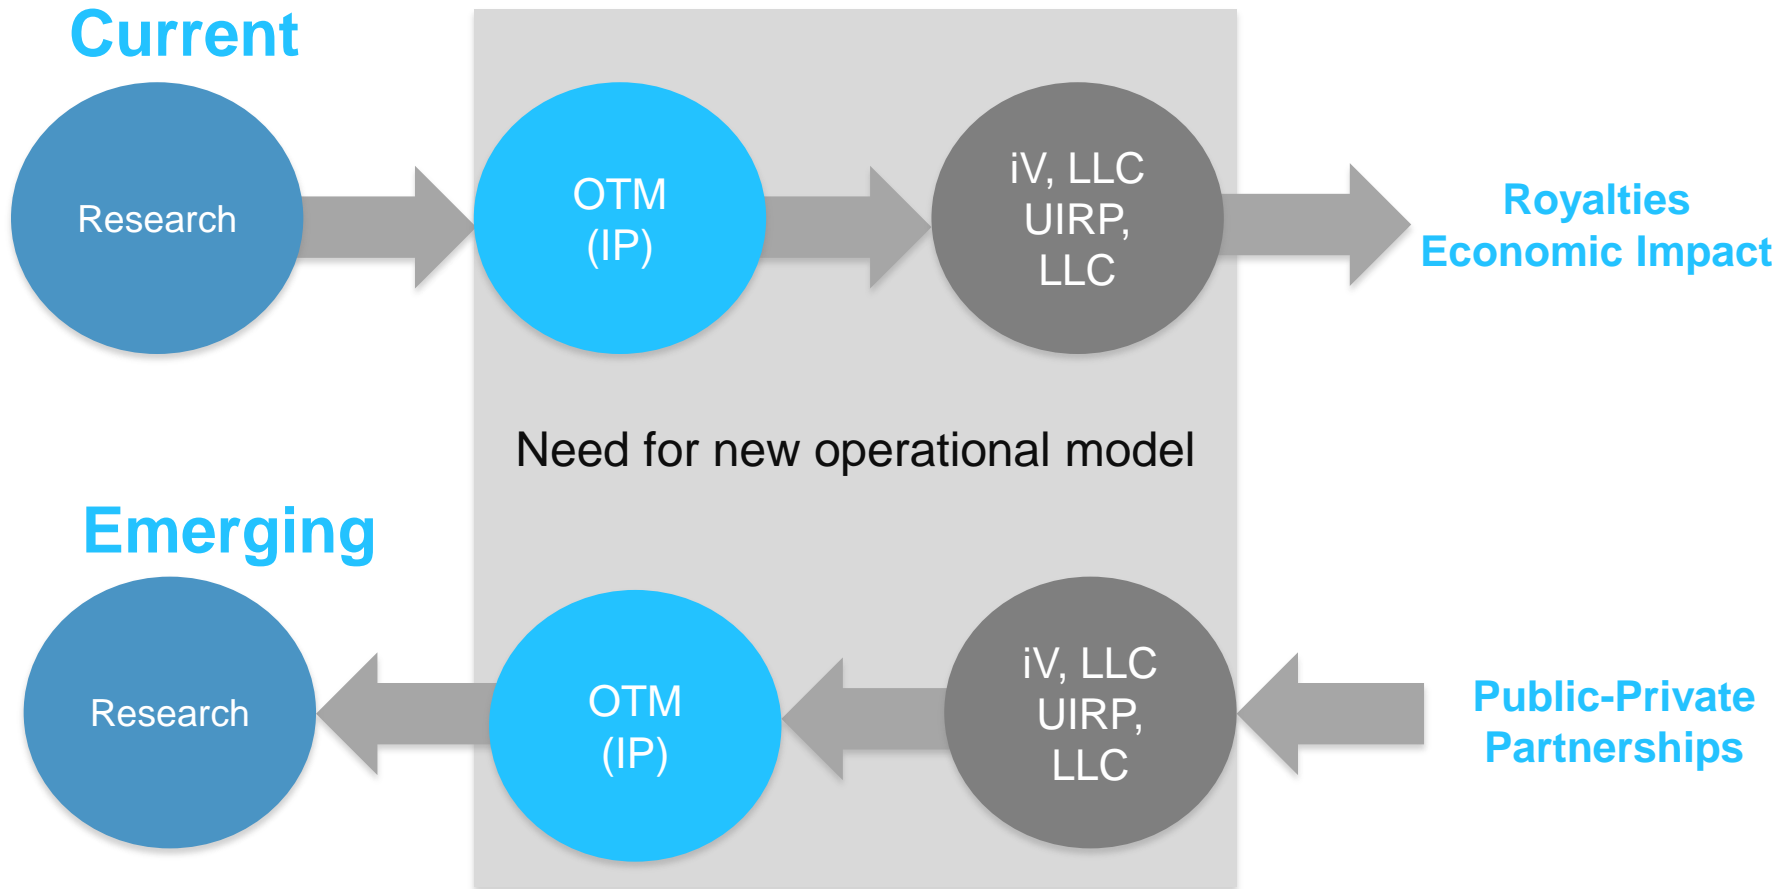 Current
Research
OTM
(IP)
iV, LLC
UIRP,
LLC
Royalties
Economic Impact
Need for new operational model
Emerging
Research
OTM
(IP)
iV, LLC
UIRP,
LLC
Public-Private
Partnerships